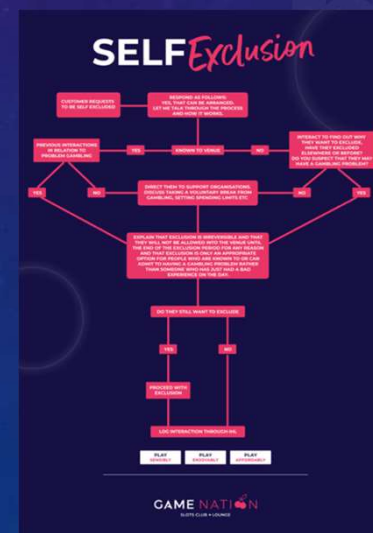 SELF Exclusion
CUSTOMER REQUESTS
TO BE SELF EXCLUDED
RESPOND AS FOLLOWS:
YES, THAT CAN BE ARRANGED.
LET ME TALK THROUGH THE PROCESS
AND HOW IT WORKS.
PREVIOUS INTERACTIONS
IN RELATION TO
PROBLEM GAMBLING
YES
KNOWN TO VENUE
NO
INTERACT TO FIND OUT WHY
THEY WANT TO EXCLUDE,
HAVE THEY EXCLUDED
ELSEWHERE OR BEFORE?
DO YOU SUSPECT THAT THEY MAY
HAVE A GAMBLING PROBLEM?
YES
NO
DIRECT THEM TO SUPPORT ORGANISATIONS,
DISCUSS TAKING A VOLUNTARY BREAK FROM
GAMBLING, SETTING SPENDING LIMITS ETC.
NO
YES
EXPLAIN THAT EXCLUSION IS IRREVERSIBLE AND THAT
THEY WILL NOT BE ALLOWED INTO THE VENUE UNTIL
THE END OF THIS EXCLUSION PERIOD FOR ANY REASON
AND THAT EXCLUSION IS ONLY AN APPROPRIATE
OPTION FOR PEOPLE WHO ARE KNOWN TO OR CAN
ADMIT TO HAVING A GAMBLING PROBLEM RATHER
THAN SOMEONE WHO HAS JUST HAD A BAD
EXPERIENCE ON THE DAY.
DO THEY STILL WANT TO EXCLUDE
YES
NO
PROCEED WITH
EXCLUSION
LOG INTERACTION THROUGH
PLAY
SENSIBLY
PLAY
ENJOYABLY
PLAY
AFFORDABLY
GAME NATION
SLOTS CLUB + LOUNGE